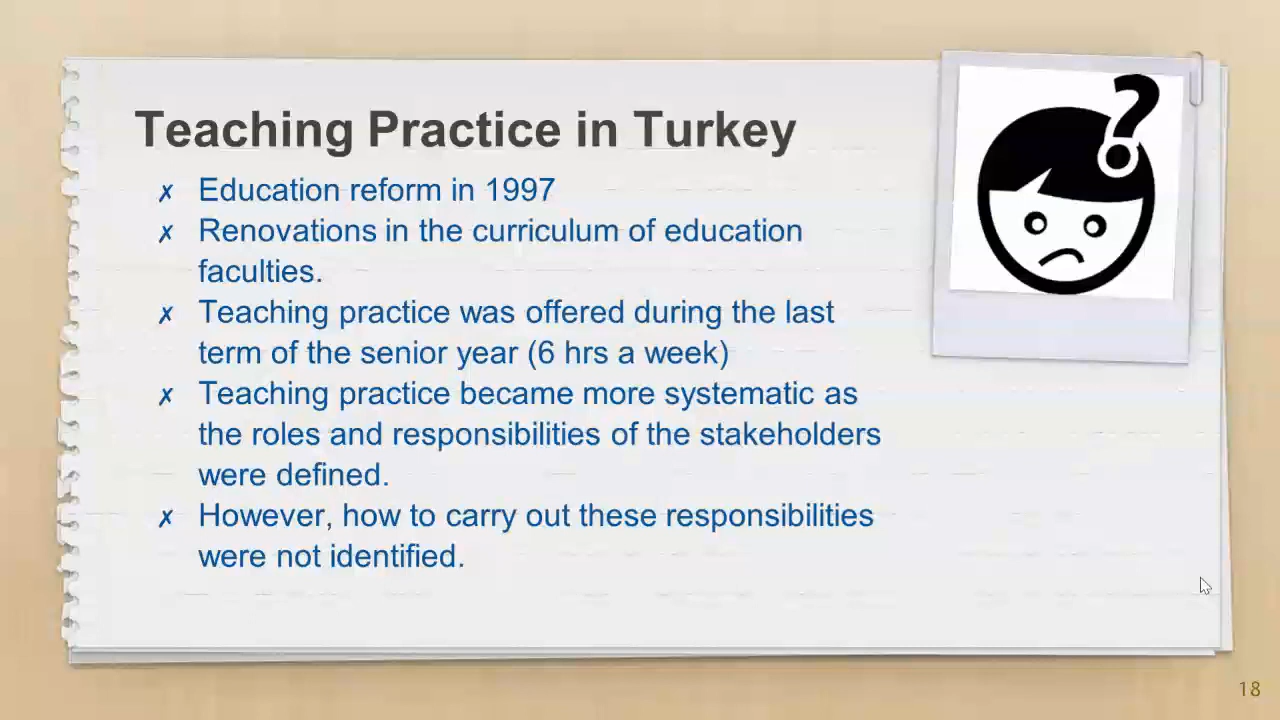 Teaching Practice in Turkey
✗ Education reform in 1997
✗ Renovations in the curriculum of education
faculties.
✗ Teaching practice was offered during the last
term of the senior year (6 hrs a week)
✗ Teaching practice became more systematic as
the roles and responsibilities of the stakeholders
were defined.
✗ However, how to carry out these responsibilities
were not identified.
?
18